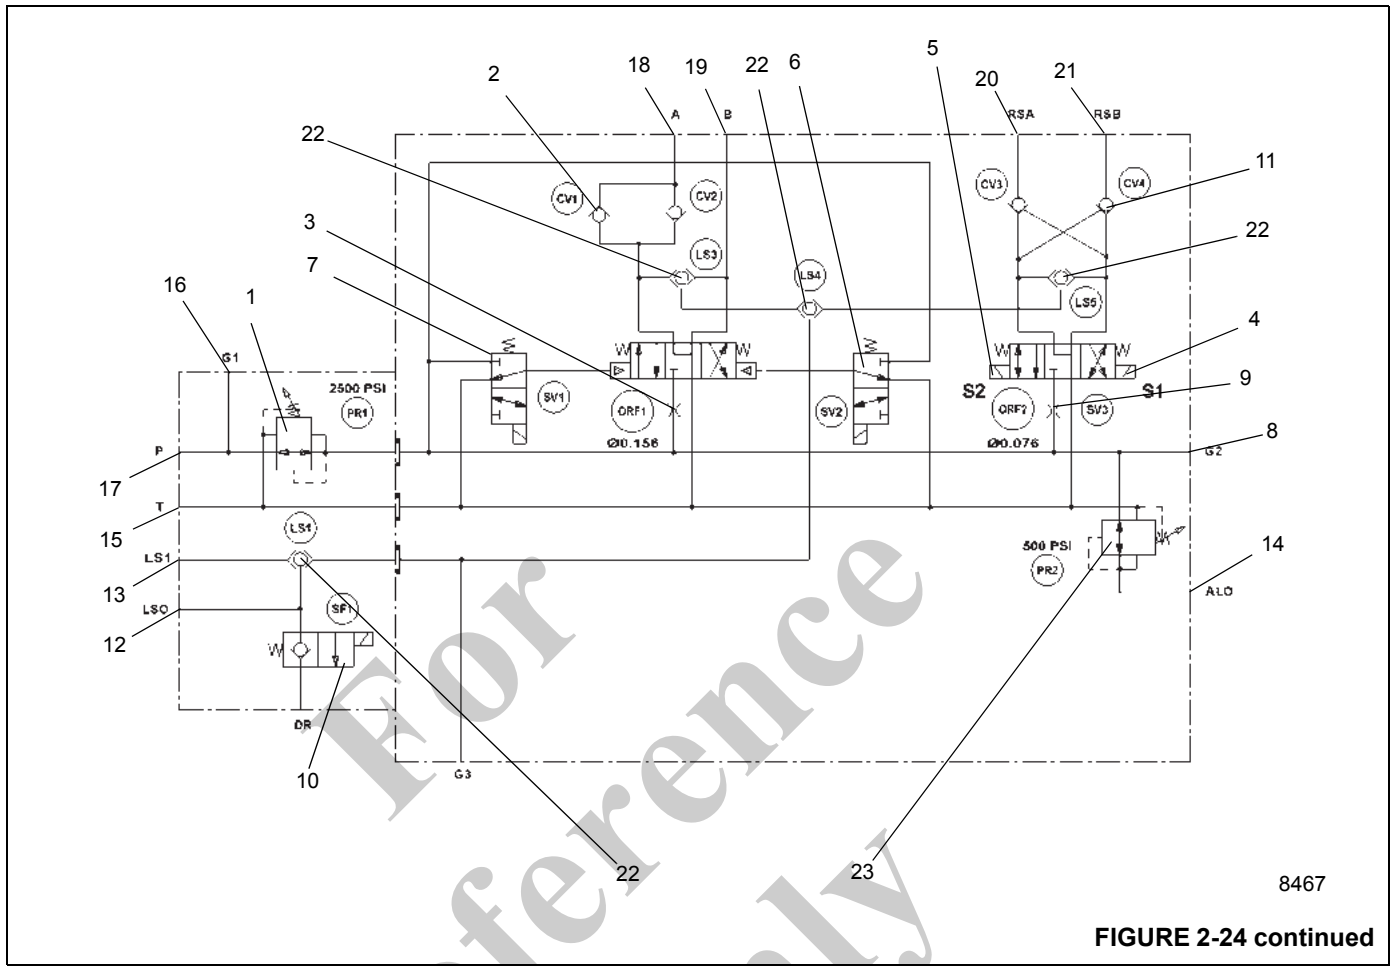 5
2
18
19
22
6
21
20
A
B
RSA
RSB
22
11
CV1
CV2
CV3
CV4
3
22
LS3
7
LS4
16
LS5
1
4
G1
2500 PSI
PR1
SV1
ORF1
SV2
S2
ORF2
SV3
S1
9
Ø0.156
Ø0.076
8
P
G2
17
T
15
LS1
LS1
500 PSI
14
13
PR2
LSO
SF1
ALO
12
DR
10
G3
22
23
For
Reference
Only
8467
FIGURE 2-24 continued